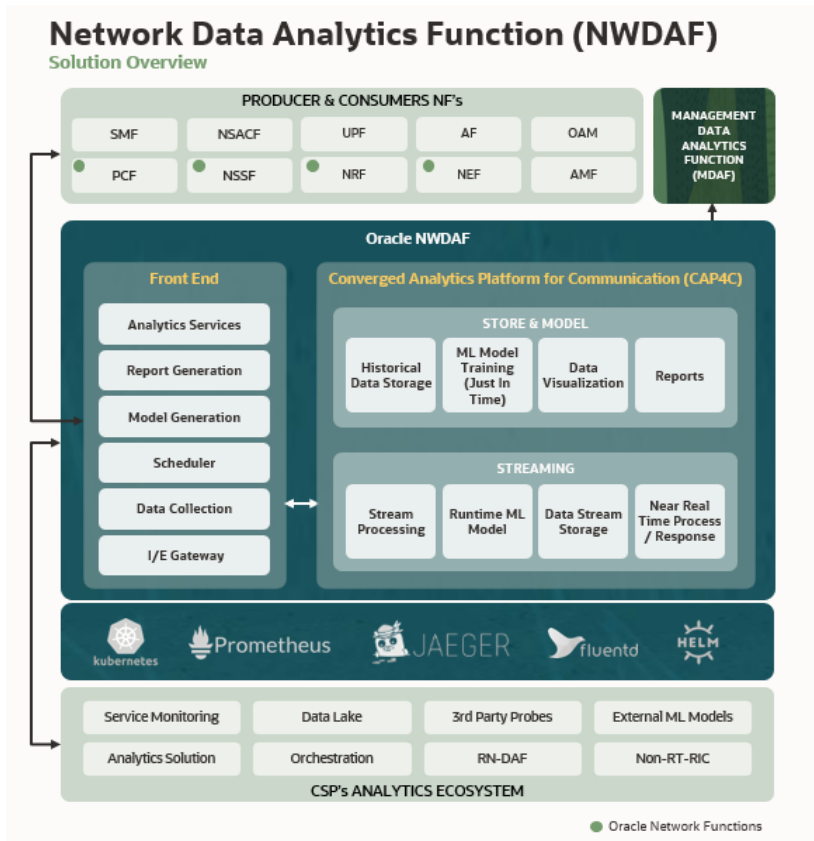 Network Data Analytics Function (NWDAF)
Solution Overview
PRODUCER & CONSUMERS NF's
SMF
NSACF
UPF
AF
OAM
PCF
NSSF
NRF
NEF
AMF
MANAGEMENT
DATA
ANALYTICS
FUNCTION
(MDAF)
Oracle NWDAF
Front End
Analytics Services
Report Generation
Model Generation
Scheduler
Data Collection
I/E Gateway
Converged Analytics Platform for Communication (CAP4C)
STORE & MODEL
Historical
Data Storage
ML Model
Training
(Just In
Time)
Data
Visualization
Reports
STREAMING
Stream
Processing
Runtime ML
Model
Data Stream
Storage
Near Real
Time Process
/ Response
kubernetes
Prometheus
JAEGER
fluentd
HELM
Service Monitoring
Data Lake
3rd Party Probes
External ML Models
Analytics Solution
Orchestration
RN-DAF
Non-RT-RIC
CSP's ANALYTICS ECOSYSTEM
Oracle Network Functions